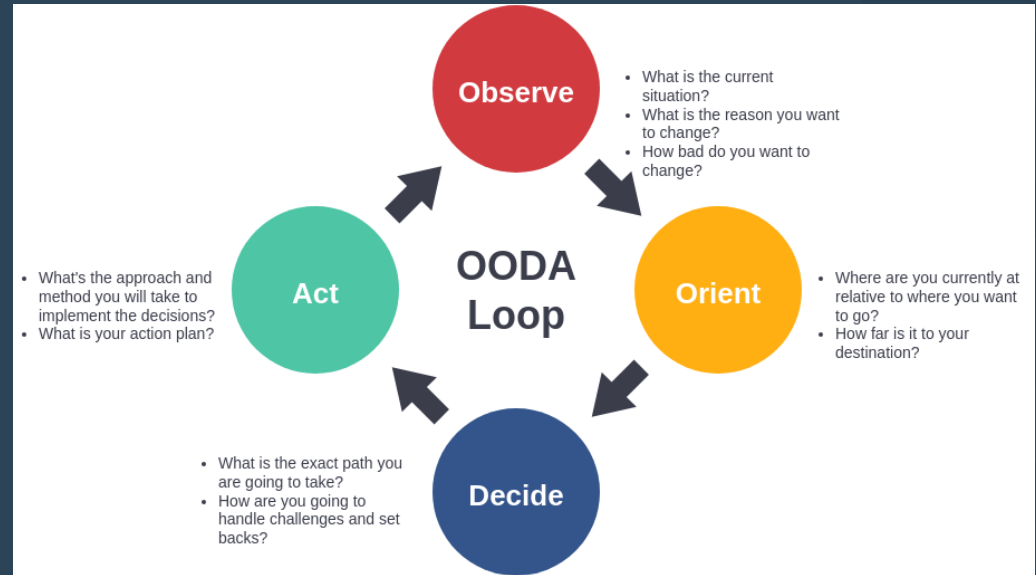 Observe
• What is the current
situation?
• What is the reason you want
to change?
• How bad do you want to
change?
OODA
Loop
Act
• What's the approach and
method you will take to
implement the decisions?
• What is your action plan?
Orient
• Where are you currently at
relative to where you want
to go?
• How far is it to your
destination?
Decide
• What is the exact path you
are going to take?
• How are you going to
handle challenges and set
backs?